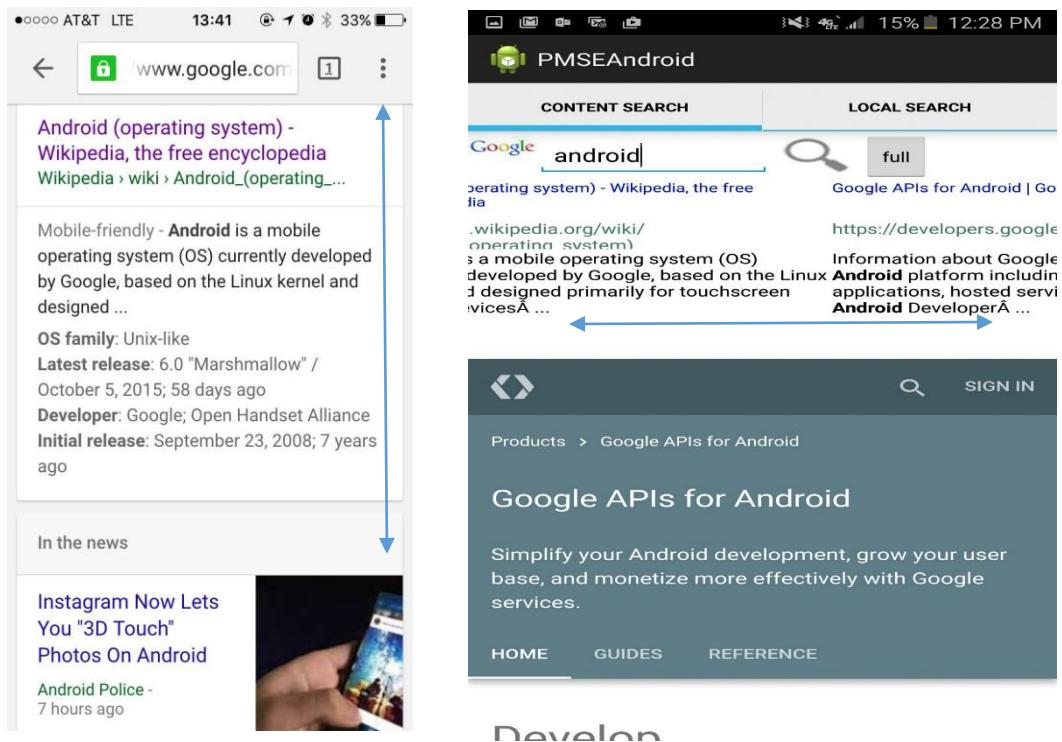 AT&T LTE 13:41 33%
www.google.com 1
Android (operating system) -
Wikipedia, the free encyclopedia
Wikipedia › wiki › Android_(operating_...
Mobile-friendly - Android is a mobile
operating system (OS) currently developed
by Google, based on the Linux kernel and
designed ...
OS family: Unix-like
Latest release: 6.0 "Marshmallow" /
October 5, 2015; 58 days ago
Developer: Google; Open Handset Alliance
Initial release: September 23, 2008; 7 years
ago
In the news
Instagram Now Lets
You "3D Touch"
Photos On Android
Android Police -
7 hours ago
15% 12:28 PM
PMSEAndroid
CONTENT SEARCH LOCAL SEARCH
Google android full
perating system) - Wikipedia, the free
dia
.wikipedia.org/wiki/
operating_system)
s a mobile operating system (OS)
developed by Google, based on the Linux
d designed primarily for touchscreen
evicesÂ ...
Google APIs for Android | Go
https://developers.google
Information about Google
Android platform includin
applications, hosted servi
Android DeveloperÂ ...
SIGN IN
Products > Google APIs for Android
Google APIs for Android
Simplify your Android development, grow your user
base, and monetize more effectively with Google
services.
HOME GUIDES REFERENCE
Develop